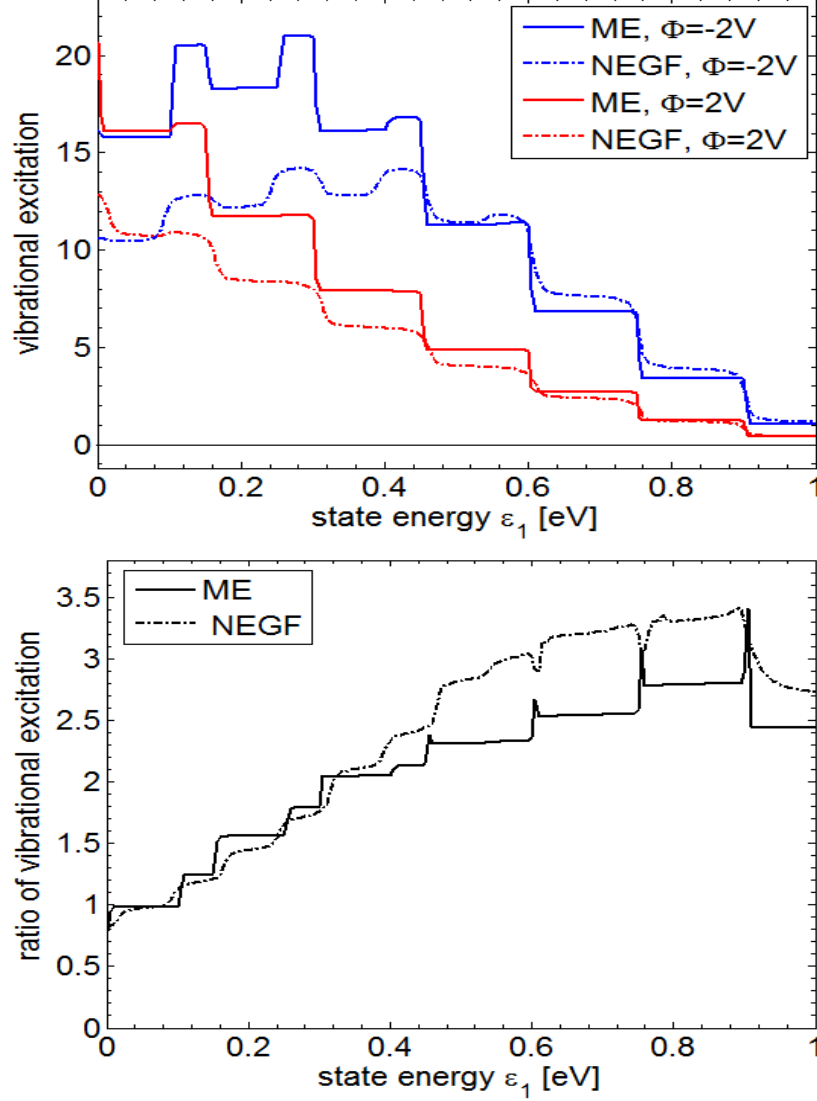 ME, Φ=-2V
NEGF, Φ=-2V
ME, Φ=2V
NEGF, Φ=2V
20
15
10
5
0
vibrational excitation
0 0.2 0.4 0.6 0.8 1
state energy ε₁ [eV]
ME
NEGF
3.5
3
2.5
2
1.5
1
0.5
0
ratio of vibrational excitation
0 0.2 0.4 0.6 0.8 1
state energy ε₁ [eV]